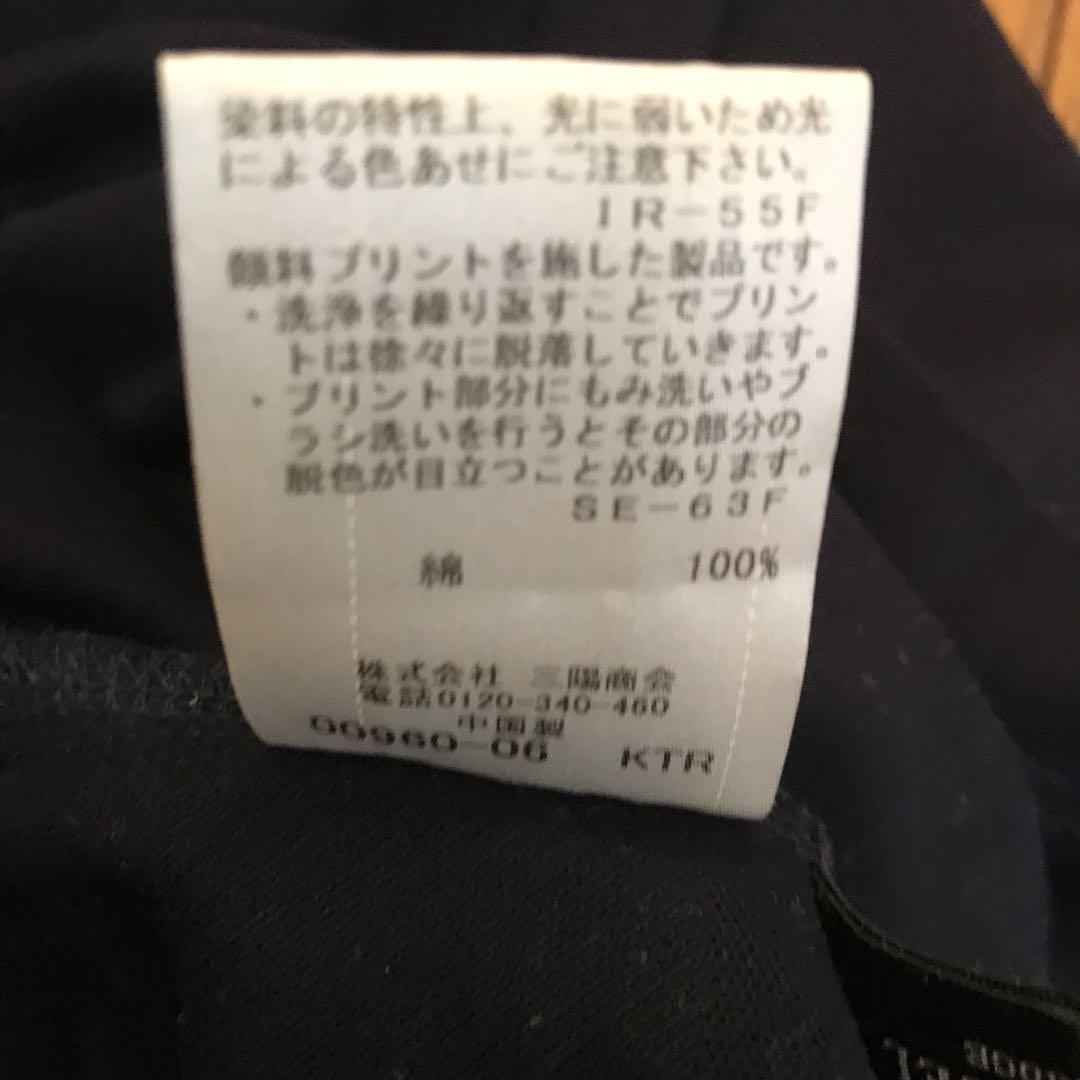 染料の特性上、光に弱いため光
による色あせにご注意下さい。
IR-55F
顔料プリントを施した製品です。
・洗浄を繰り返すことでプリン
トは徐々に脱落していきます。
・プリント部分にもみ洗いやブ
ラシ洗いを行うとその部分の
脱色が目立つことがあります。
SE-63F
綿 100%
株式会社 三陽商会
電話0120-340-460
中国製
00960-06 KTR